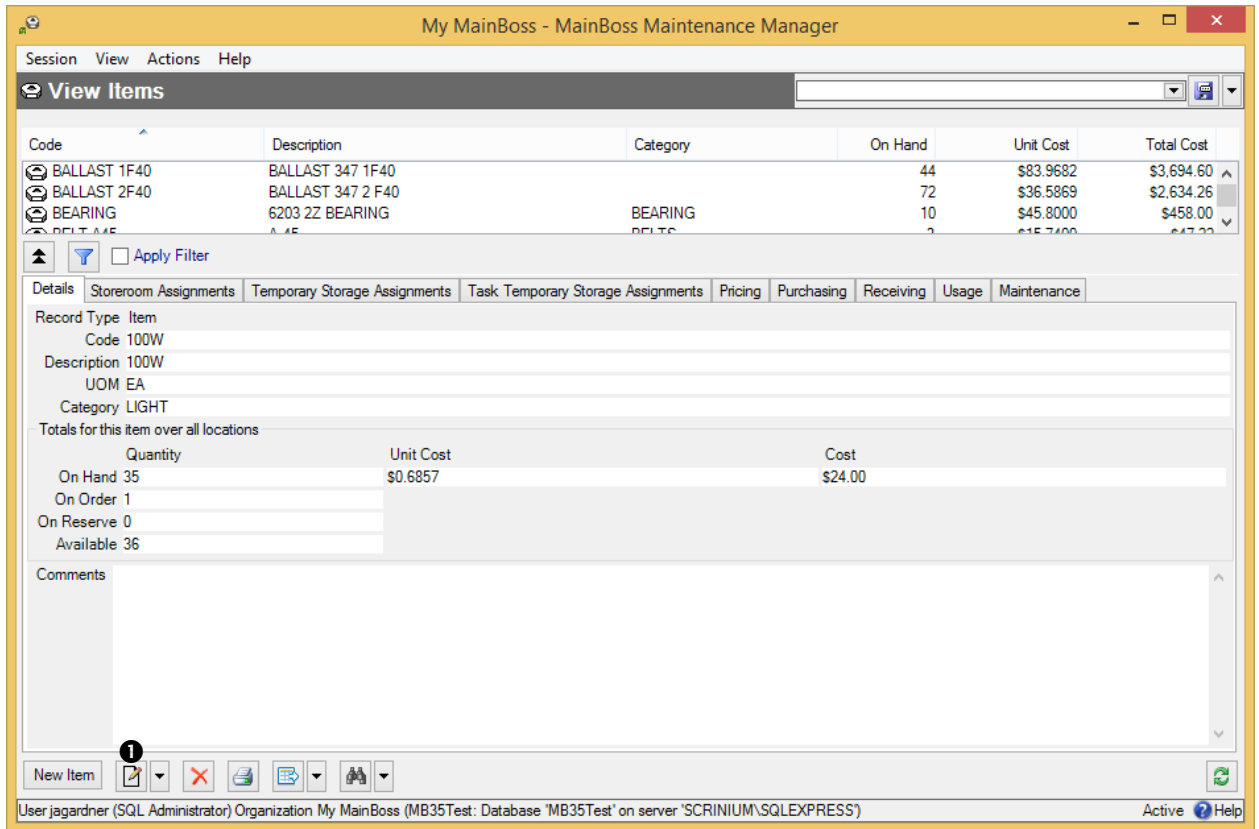 My MainBoss - MainBoss Maintenance Manager
Session View Actions Help
View Items
Code Description Category On Hand Unit Cost Total Cost
BALLAST 1F40 BALLAST 347 1F40 44 $83.9682 $3,694.60
BALLAST 2F40 BALLAST 347 2 F40 72 $36.5869 $2,634.26
BEARING 6203 2Z BEARING BEARING 10 $45.8000 $458.00
BELT A45 A-45 BELTS
Apply Filter
Details Storeroom Assignments Temporary Storage Assignments Task Temporary Storage Assignments Pricing Purchasing Receiving Usage Maintenance
Record Type Item
Code 100W
Description 100W
UOM EA
Category LIGHT
Totals for this item over all locations
Quantity Unit Cost Cost
On Hand 35 $0.6857 $24.00
On Order 1
On Reserve 0
Available 36
Comments
1
New Item
User jagardner (SQL Administrator) Organization My MainBoss (MB35Test: Database 'MB35Test' on server 'SCRINIUM\SQLEXPRESS') Active Help